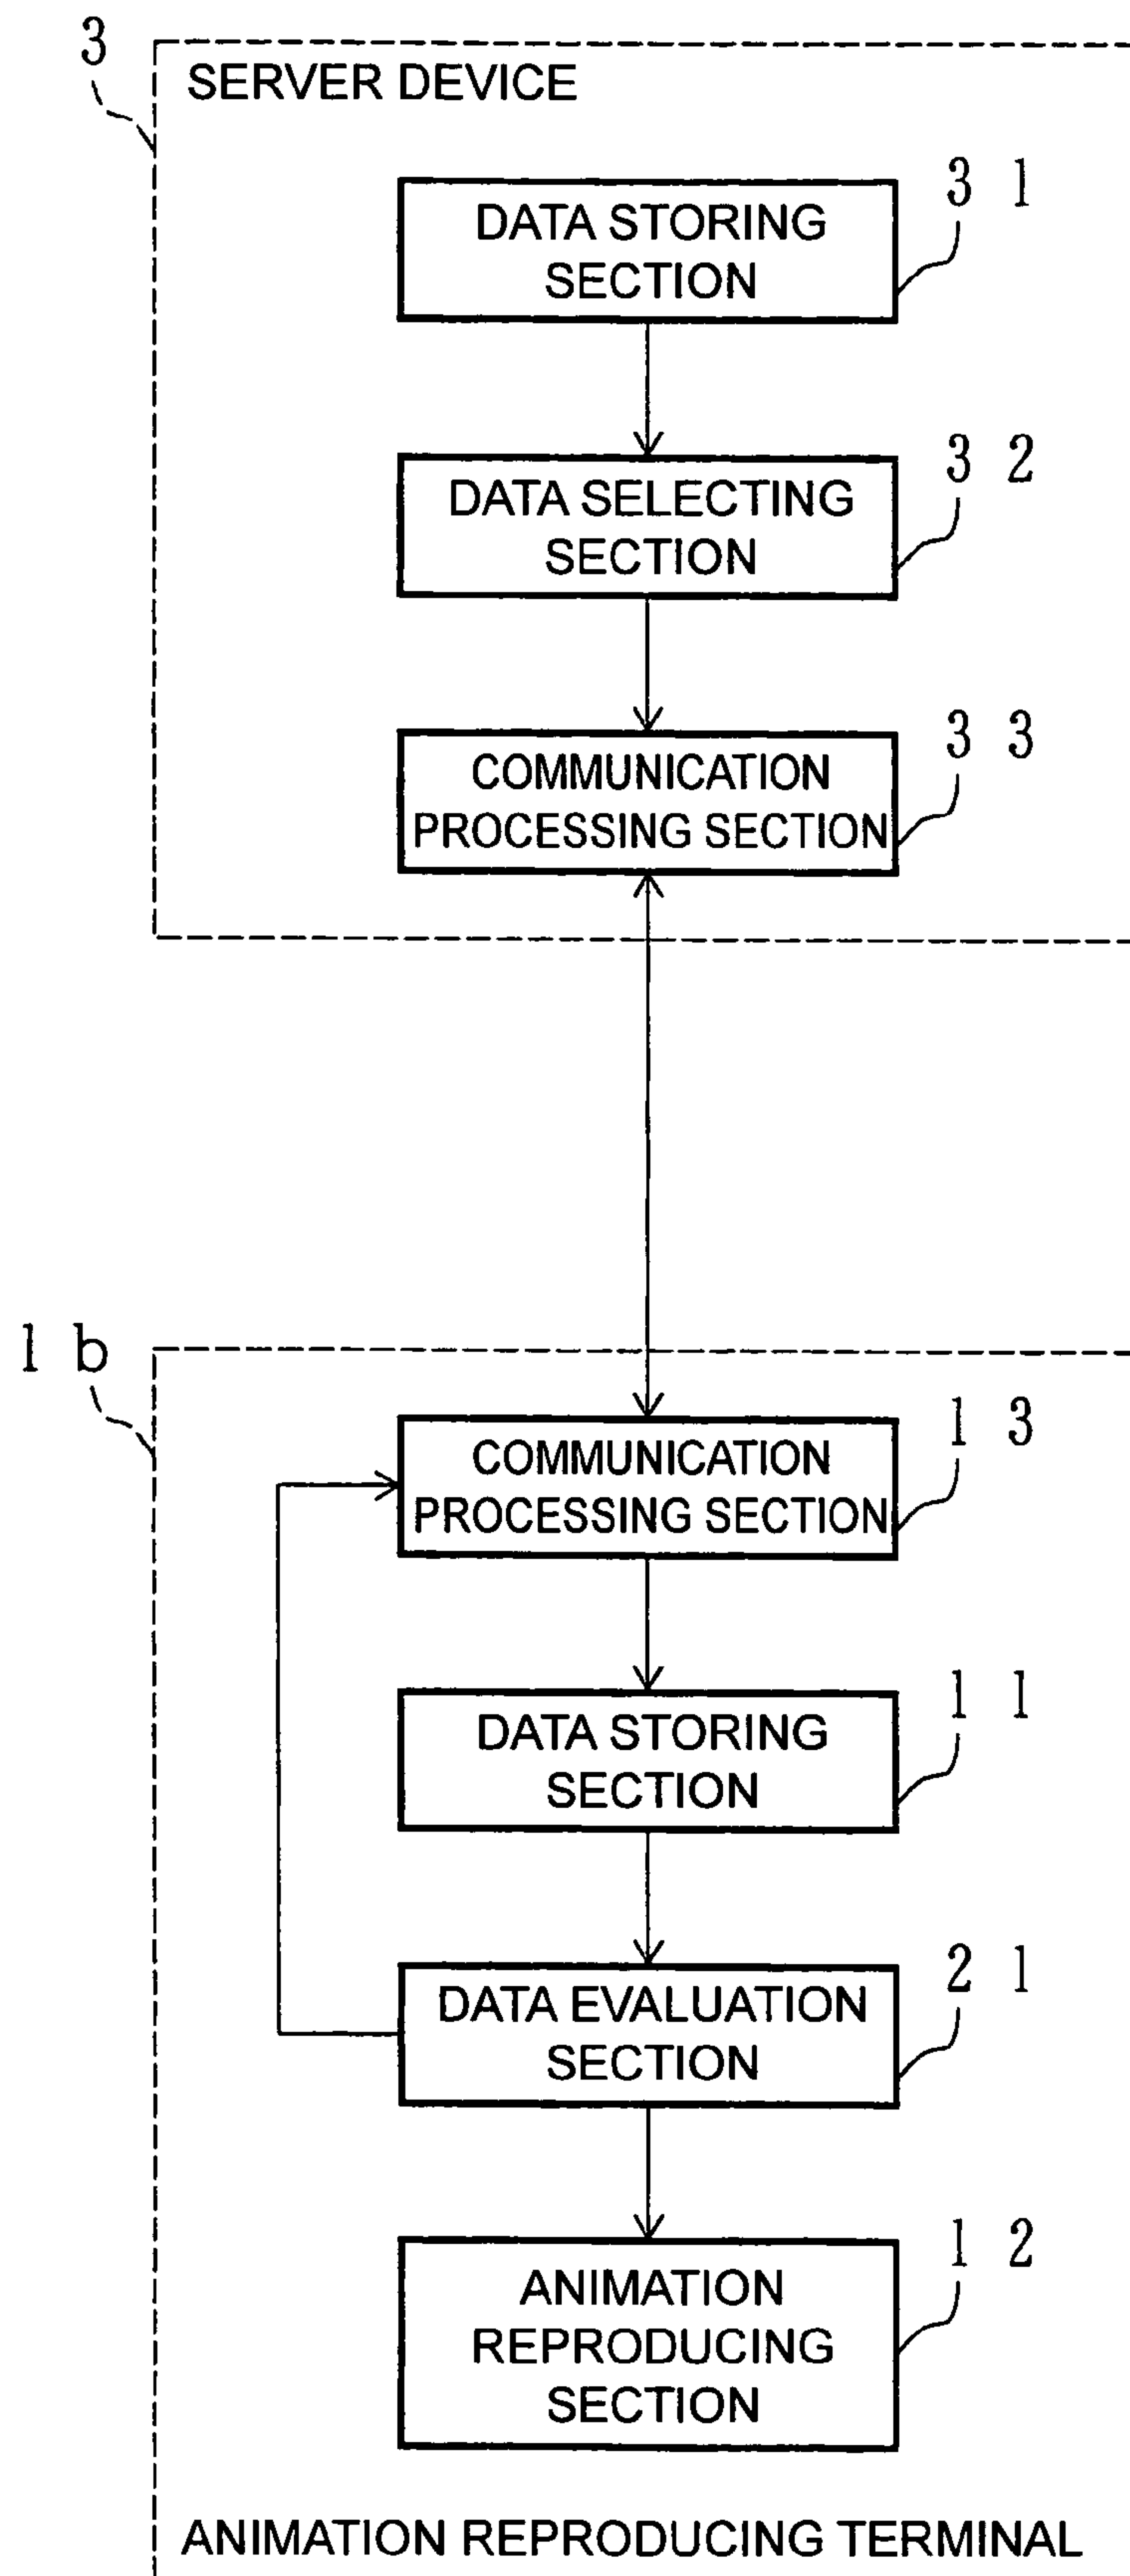 3
SERVER DEVICE
31
DATA STORING
SECTION
32
DATA SELECTING
SECTION
33
COMMUNICATION
PROCESSING SECTION
1b
13
COMMUNICATION
PROCESSING SECTION
11
DATA STORING
SECTION
21
DATA EVALUATION
SECTION
12
ANIMATION
REPRODUCING
SECTION
ANIMATION REPRODUCING TERMINAL